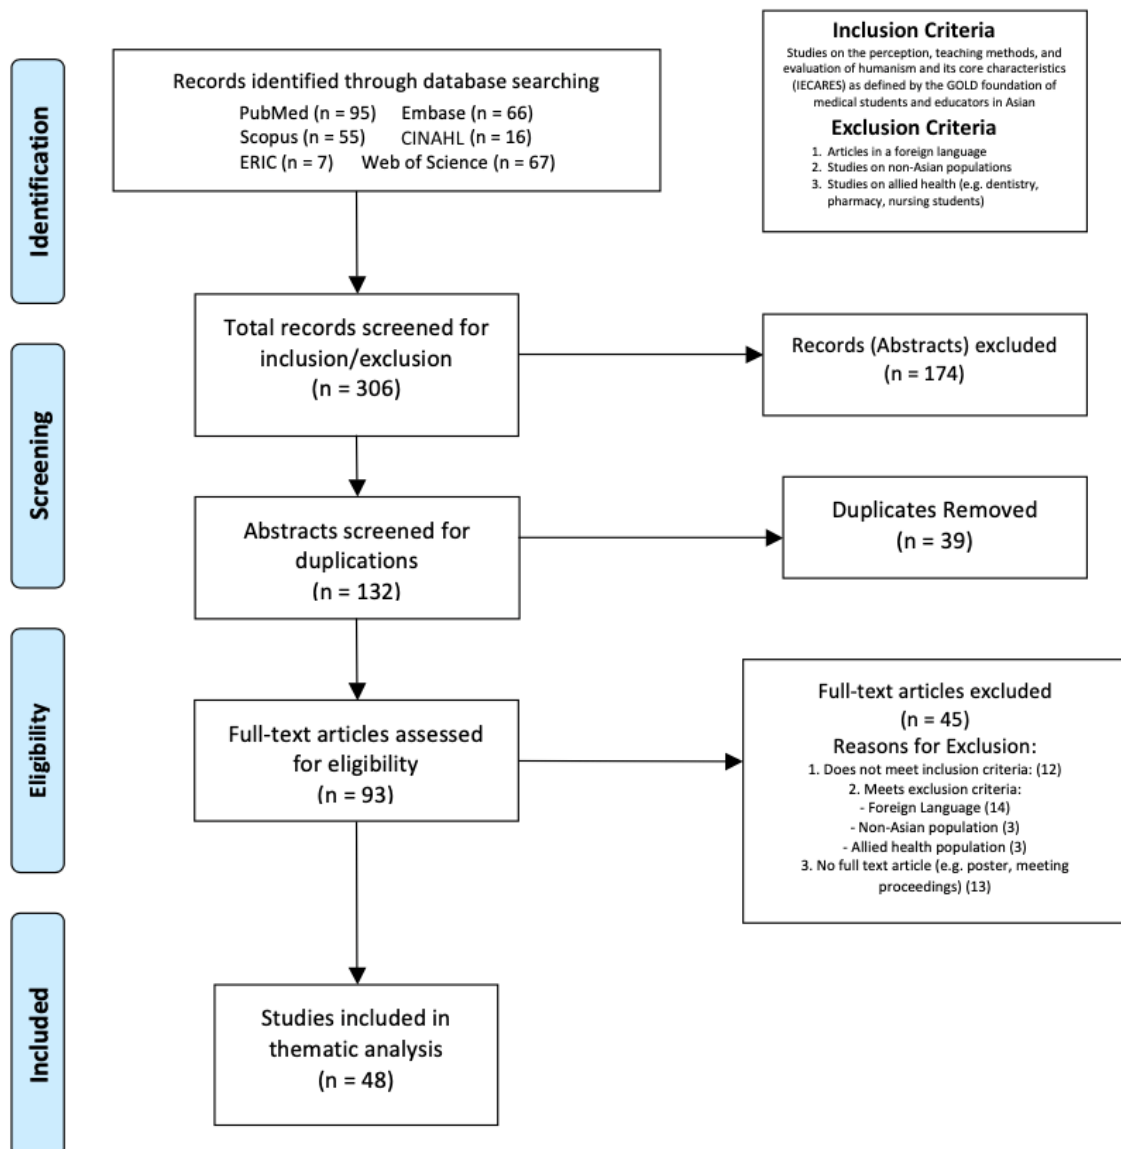 Identification
Records identified through database searching
PubMed (n = 95) Embase (n = 66)
Scopus (n = 55) CINAHL (n = 16)
ERIC (n = 7) Web of Science (n = 67)
Inclusion Criteria
Studies on the perception, teaching methods, and
evaluation of humanism and its core characteristics
(IECARES) as defined by the GOLD foundation
of medical students and educators in Asian
Exclusion Criteria
1. Articles in a foreign language
2. Studies on non-Asian populations
3. Studies on allied health (e.g. dentistry,
pharmacy, nursing students)
Screening
Total records screened for
inclusion/exclusion
(n = 306)
Records (Abstracts) excluded
(n = 174)
Abstracts screened for
duplications
(n = 132)
Duplicates Removed
(n = 39)
Eligibility
Full-text articles assessed
for eligibility
(n = 93)
Full-text articles excluded
(n = 45)
Reasons for Exclusion:
1. Does not meet inclusion criteria: (12)
2. Meets exclusion criteria:
- Foreign Language (14)
- Non-Asian population (3)
- Allied health population (3)
3. No full text article (e.g. poster, meeting
proceedings) (13)
Included
Studies included in
thematic analysis
(n = 48)